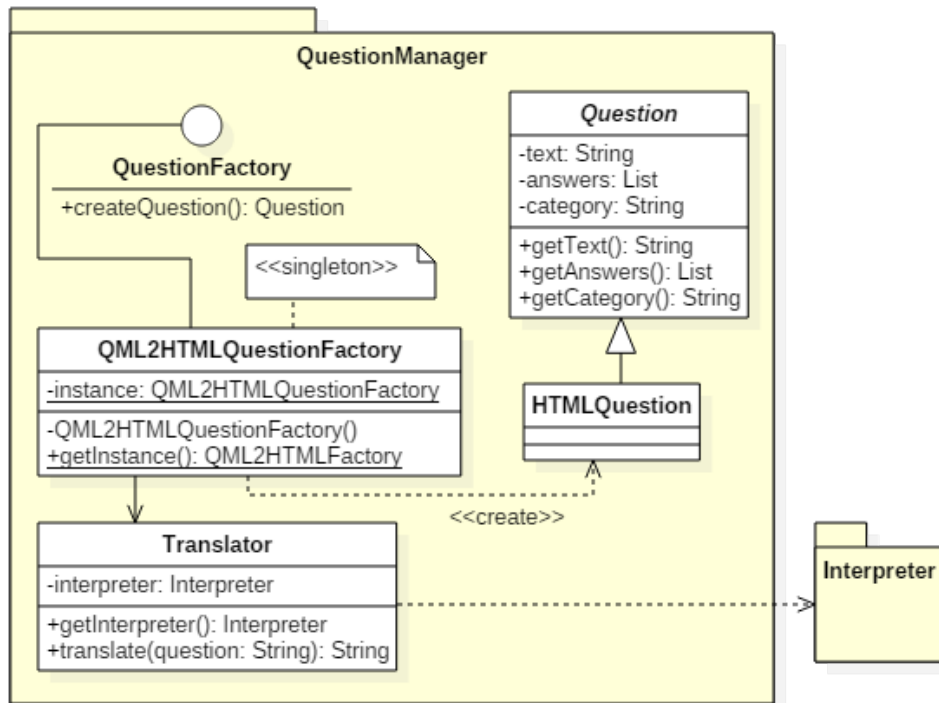 QuestionManager
QuestionFactory
+createQuestion(): Question
<<singleton>>
QML2HTMLQuestionFactory
-instance: QML2HTMLQuestionFactory
-QML2HTMLQuestionFactory()
+getInstance(): QML2HTMLFactory
Question
-text: String
-answers: List
-category: String
+getText(): String
+getAnswers(): List
+getCategory(): String
HTMLQuestion
<<create>>
Translator
-interpreter: Interpreter
+getInterpreter(): Interpreter
+translate(question: String): String
Interpreter